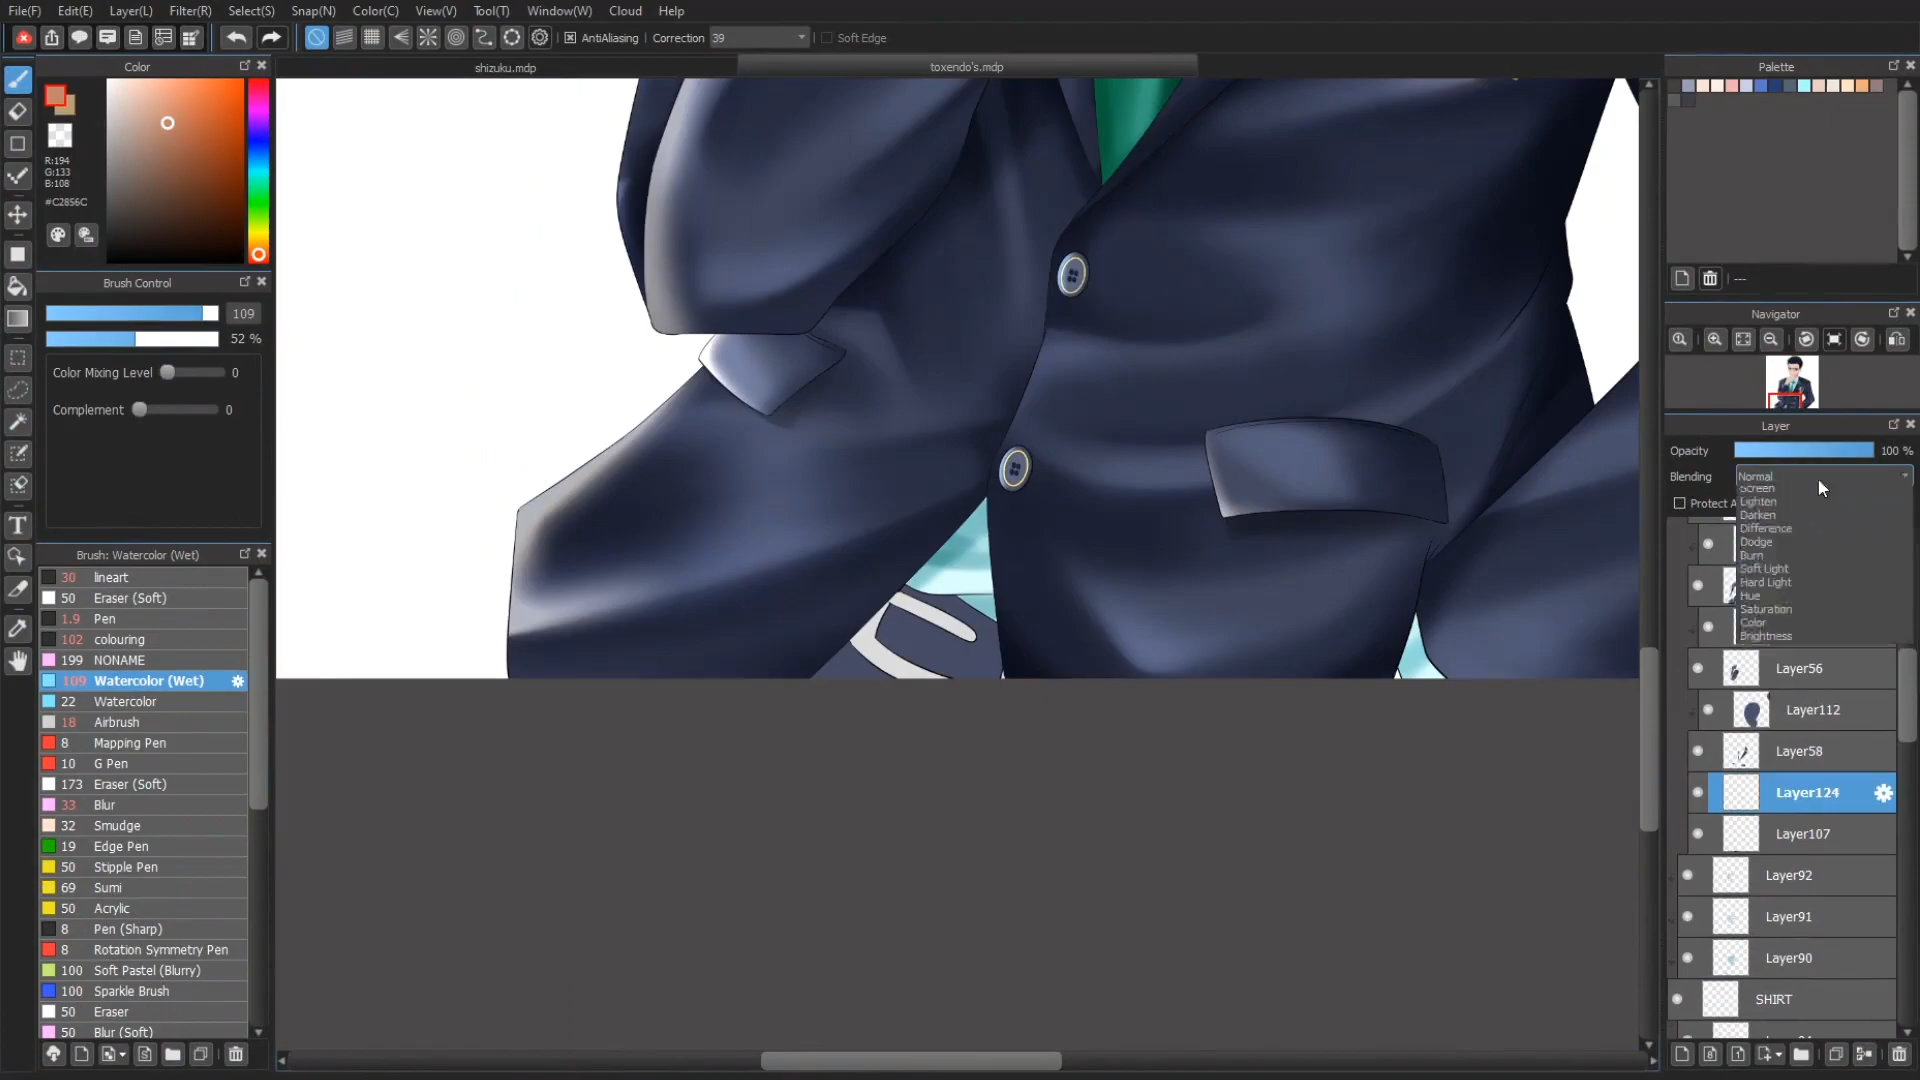 File(F) Edit(E) Layer(L) Filter(R) Select(S) Snap(N) Color(C) View(V) Tool(T) Window(W) Cloud Help
AntiAliasing Correction 39 Soft Edge
Color
shizuku.mdp
toxendo's.mdp
Palette
R:194
G:133
B:108
#C2856C
---
Brush Control
109
52 %
Color Mixing Level 0
Complement 0
Navigator
Layer
Opacity 100 %
Blending Normal
Screen
Protect A
Lighten
Darken
Difference
Dodge
Burn
Soft Light
Hard Light
Hue
Saturation
Color
Brightness
Layer56
Layer112
Layer58
Layer124
Layer107
Layer92
Layer91
Layer90
SHIRT
Brush: Watercolor (Wet)
30 lineart
50 Eraser (Soft)
1.9 Pen
102 colouring
199 NONAME
109 Watercolor (Wet)
22 Watercolor
18 Airbrush
8 Mapping Pen
10 G Pen
173 Eraser (Soft)
33 Blur
32 Smudge
19 Edge Pen
50 Stipple Pen
69 Sumi
50 Acrylic
8 Pen (Sharp)
8 Rotation Symmetry Pen
100 Soft Pastel (Blurry)
100 Sparkle Brush
50 Eraser
50 Blur (Soft)